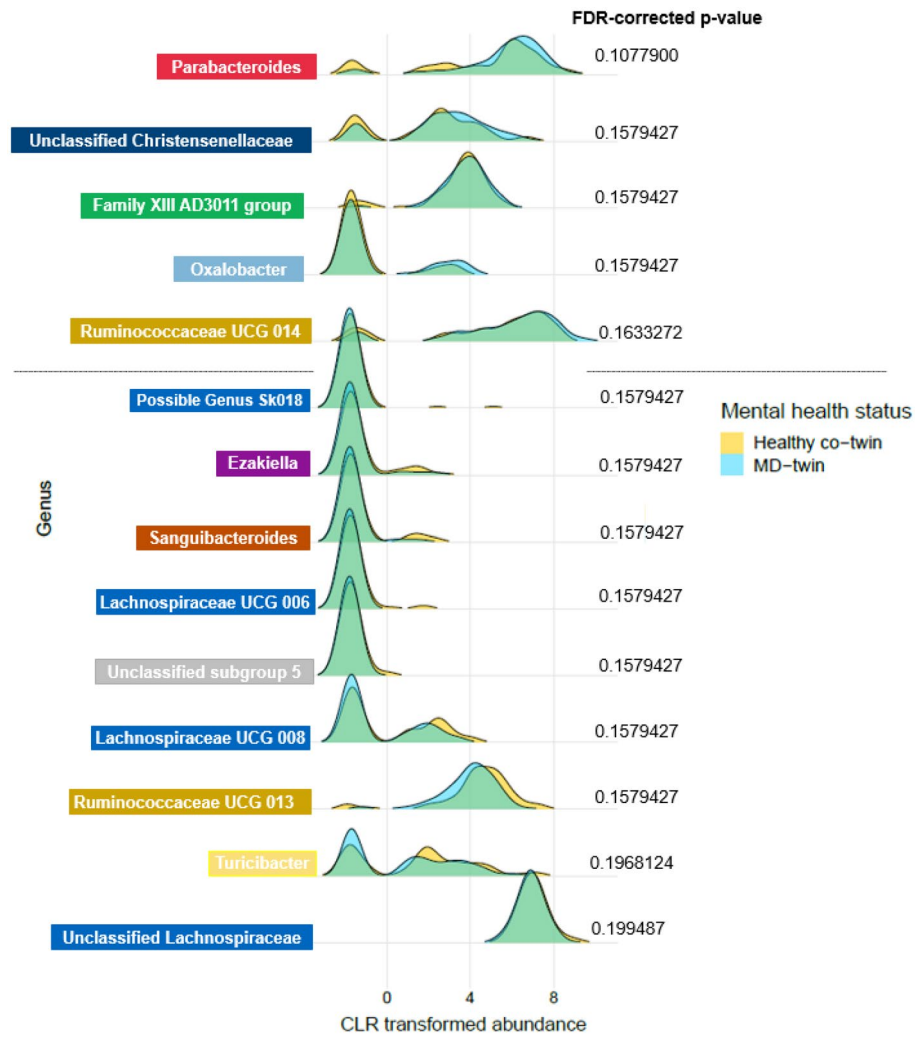 FDR-corrected p-value
Parabacteroides
0.1077900
Unclassified Christensenellaceae
0.1579427
Family XIII AD3011 group
0.1579427
Oxalobacter
0.1579427
Ruminococcaceae UCG 014
0.1633272
Possible Genus Sk018
0.1579427
Mental health status
Healthy co-twin
MD-twin
Ezakiella
0.1579427
Genus
Sanguibacteroides
0.1579427
Lachnospiraceae UCG 006
0.1579427
Unclassified subgroup 5
0.1579427
Lachnospiraceae UCG 008
0.1579427
Ruminococcaceae UCG 013
0.1579427
Turicibacter
0.1968124
Unclassified Lachnospiraceae
0.199487
0 4 8
CLR transformed abundance